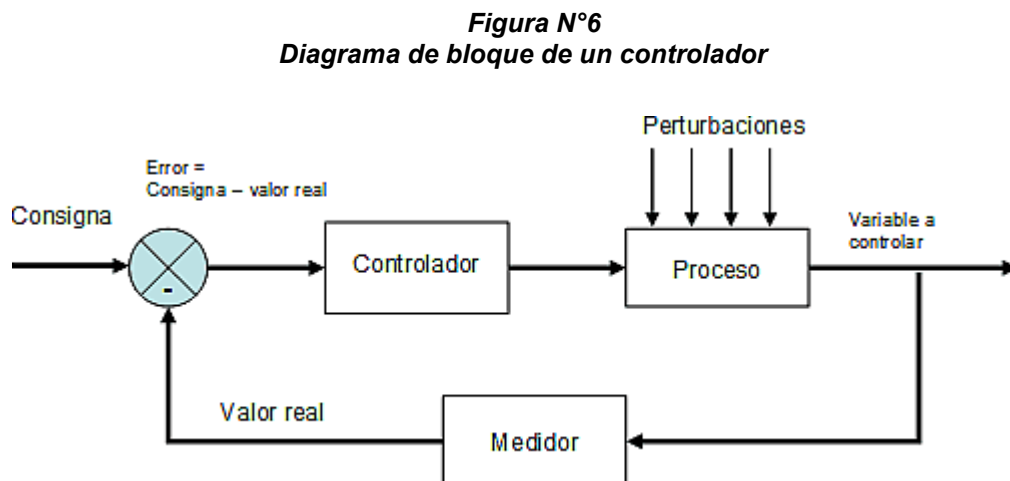 Figura N°6
Diagrama de bloque de un controlador
Perturbaciones
Error =
Consigna – valor real
Consigna
Variable a
controlar
Controlador
Proceso
-
Valor real
Medidor